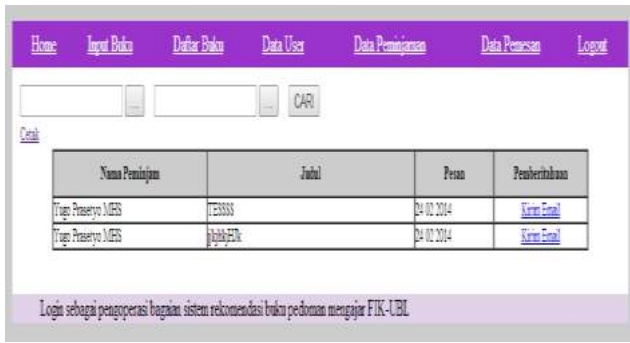 Home Input Buku Daftar Buku Data User Data Peminjaman Data Pemesan Logout
... ... CARI
Cetak
Nama Peminjam Judul Pesan Pemberitahuan
Yugo Prasetyo MHS TESSSS 24 02 2014 Kirim Email
Yugo Prasetyo MHS 24 02 2014 Kirim Email
Login sebagai pengoperasi bagaian sistem rekomendasi buku pedoman mengajar FIK-UBL